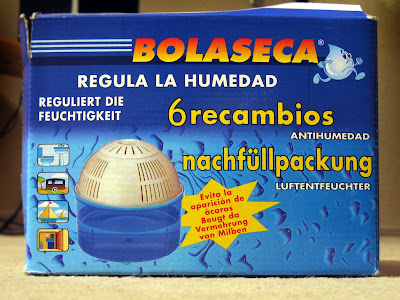 BOLASECA®
REGULA LA HUMEDAD
REGULIERT DIE
FEUCHTIGKEIT
6 recambios
ANTIHUMEDAD
nachfüllpackung
LUFTENTFEUCHTER
Evita la
aparición de
ácaros
Beugt da
Vermehrung
von Milben